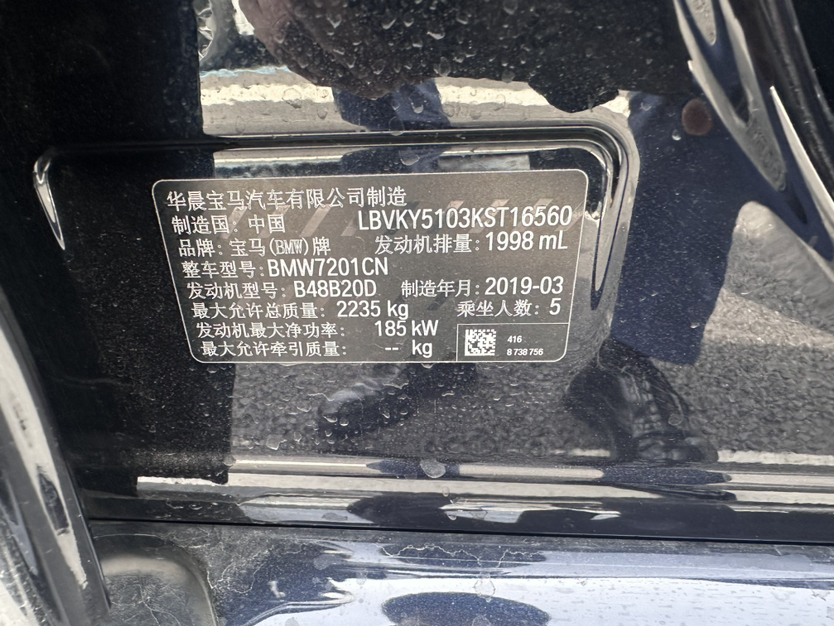 华晨宝马汽车有限公司制造
制造国：中国 LBVKY5103KST16560
品牌：宝马(BMW)牌 发动机排量：1998 mL
整车型号：BMW7201CN
发动机型号：B48B20D 制造年月：2019-03
最大允许总质量：2235 kg 乘坐人数：5
发动机最大净功率：185 kW
最大允许牵引质量：-- kg
416
8 738 756